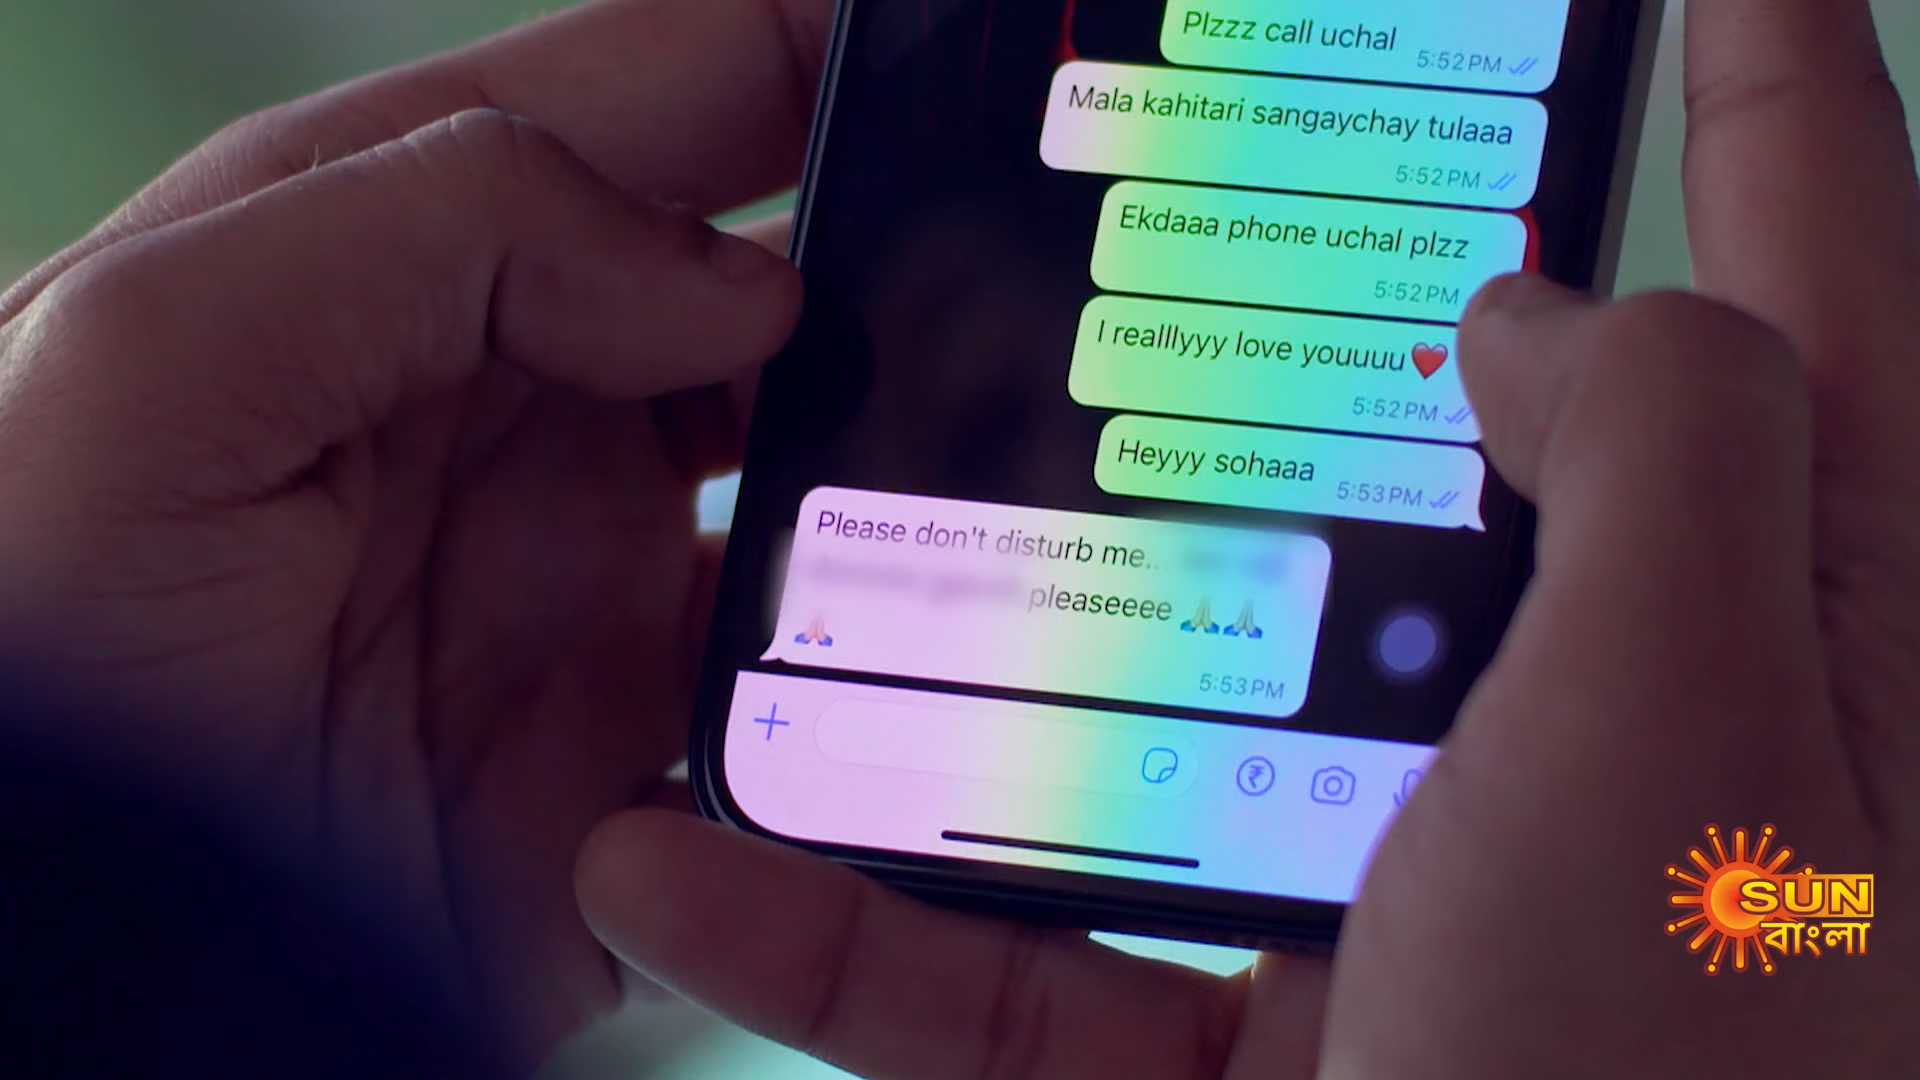 Plzzz call uchal
5:52 PM
Mala kahitari sangaychay tulaaa
5:52 PM
Ekdaaa phone uchal plzz
5:52 PM
I realllyyy love youuuu❤️
5:52 PM
Heyyy sohaaa
5:53 PM
Please don't disturb me..
pleaseeee 🙏🙏
🙏
5:53 PM
SUN
বাংলা